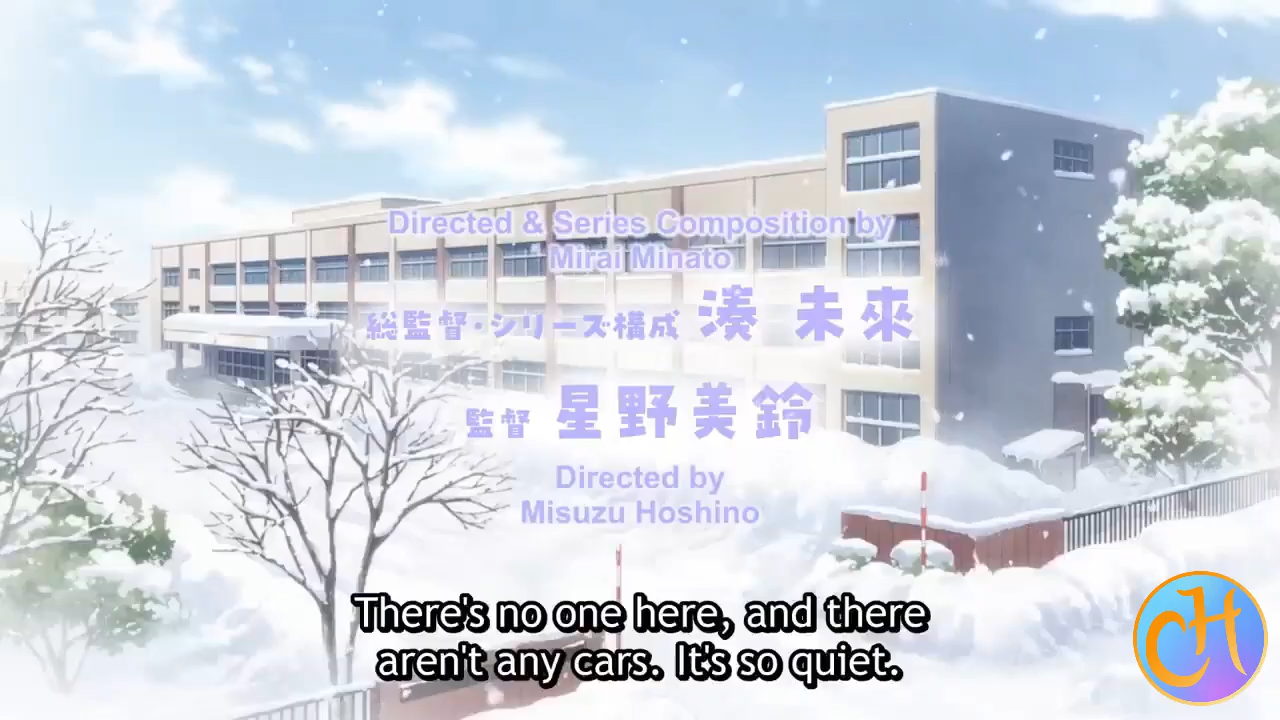 Directed & Series Composition by
Mirai Minato
総監督・シリーズ構成 湊 未來
監督 星野美鈴
Directed by
Misuzu Hoshino
There's no one here, and there
aren't any cars. It's so quiet.
CH